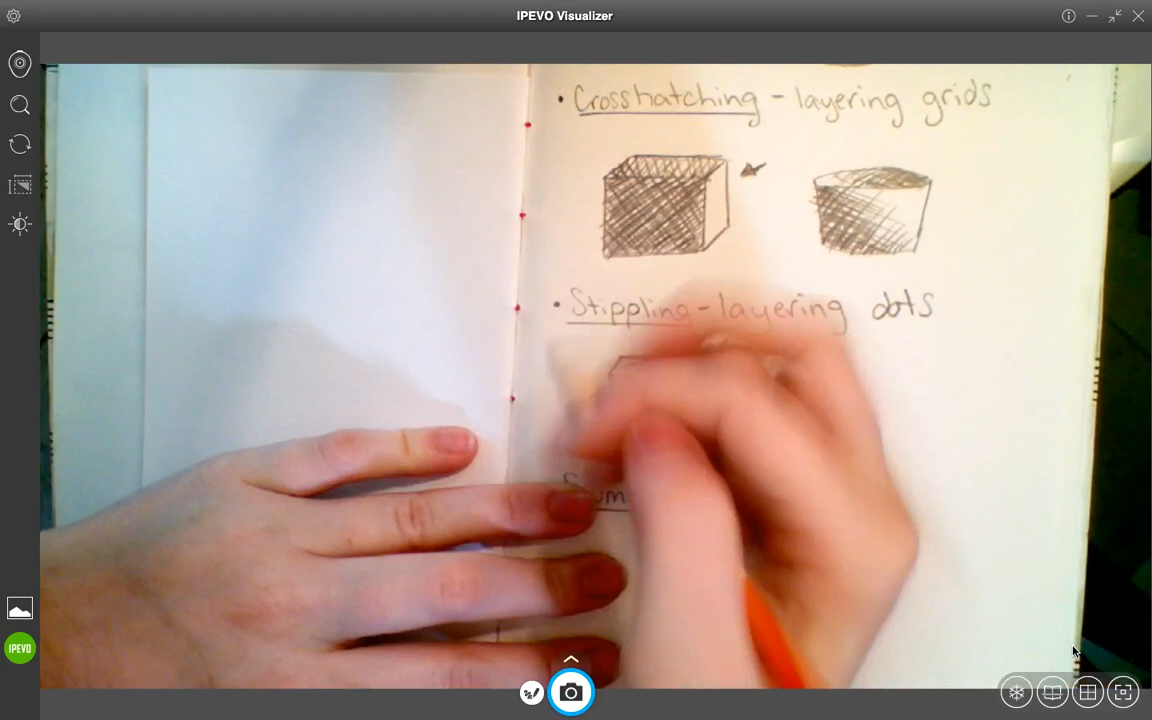 IPEVO Visualizer
• Crosshatching - layering grids
• Stippling - layering dots
IPEVO